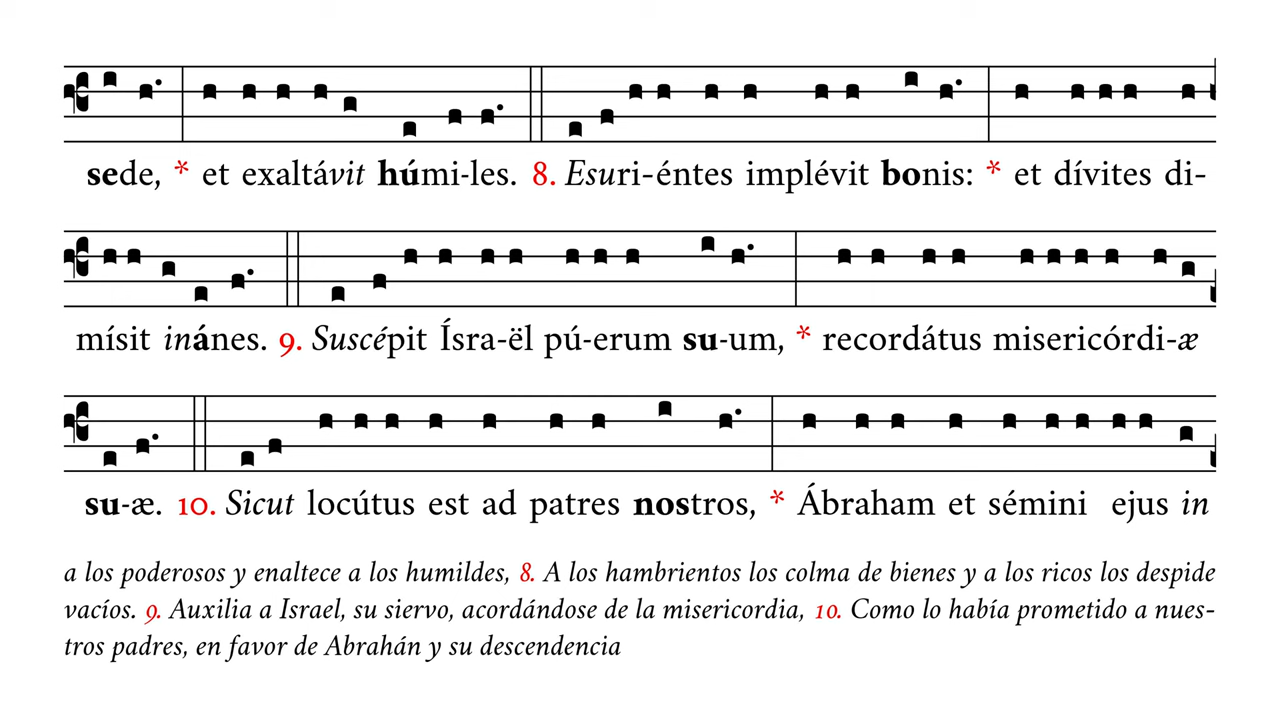 sede, * et exaltávit húmi-les. 8. Esuri-éntes implévit bonis: * et dívites di-
mísit inánes. 9. Suscépit Ísra-ël pú-erum su-um, * recordátus misericórdi-æ
su-æ. 10. Sicut locútus est ad patres nostros, * Ábraham et sémini ejus in
a los poderosos y enaltece a los humildes, 8. A los hambrientos los colma de bienes y a los ricos los despide
vacíos. 9. Auxilia a Israel, su siervo, acordándose de la misericordia, 10. Como lo había prometido a nues-
tros padres, en favor de Abrahán y su descendencia